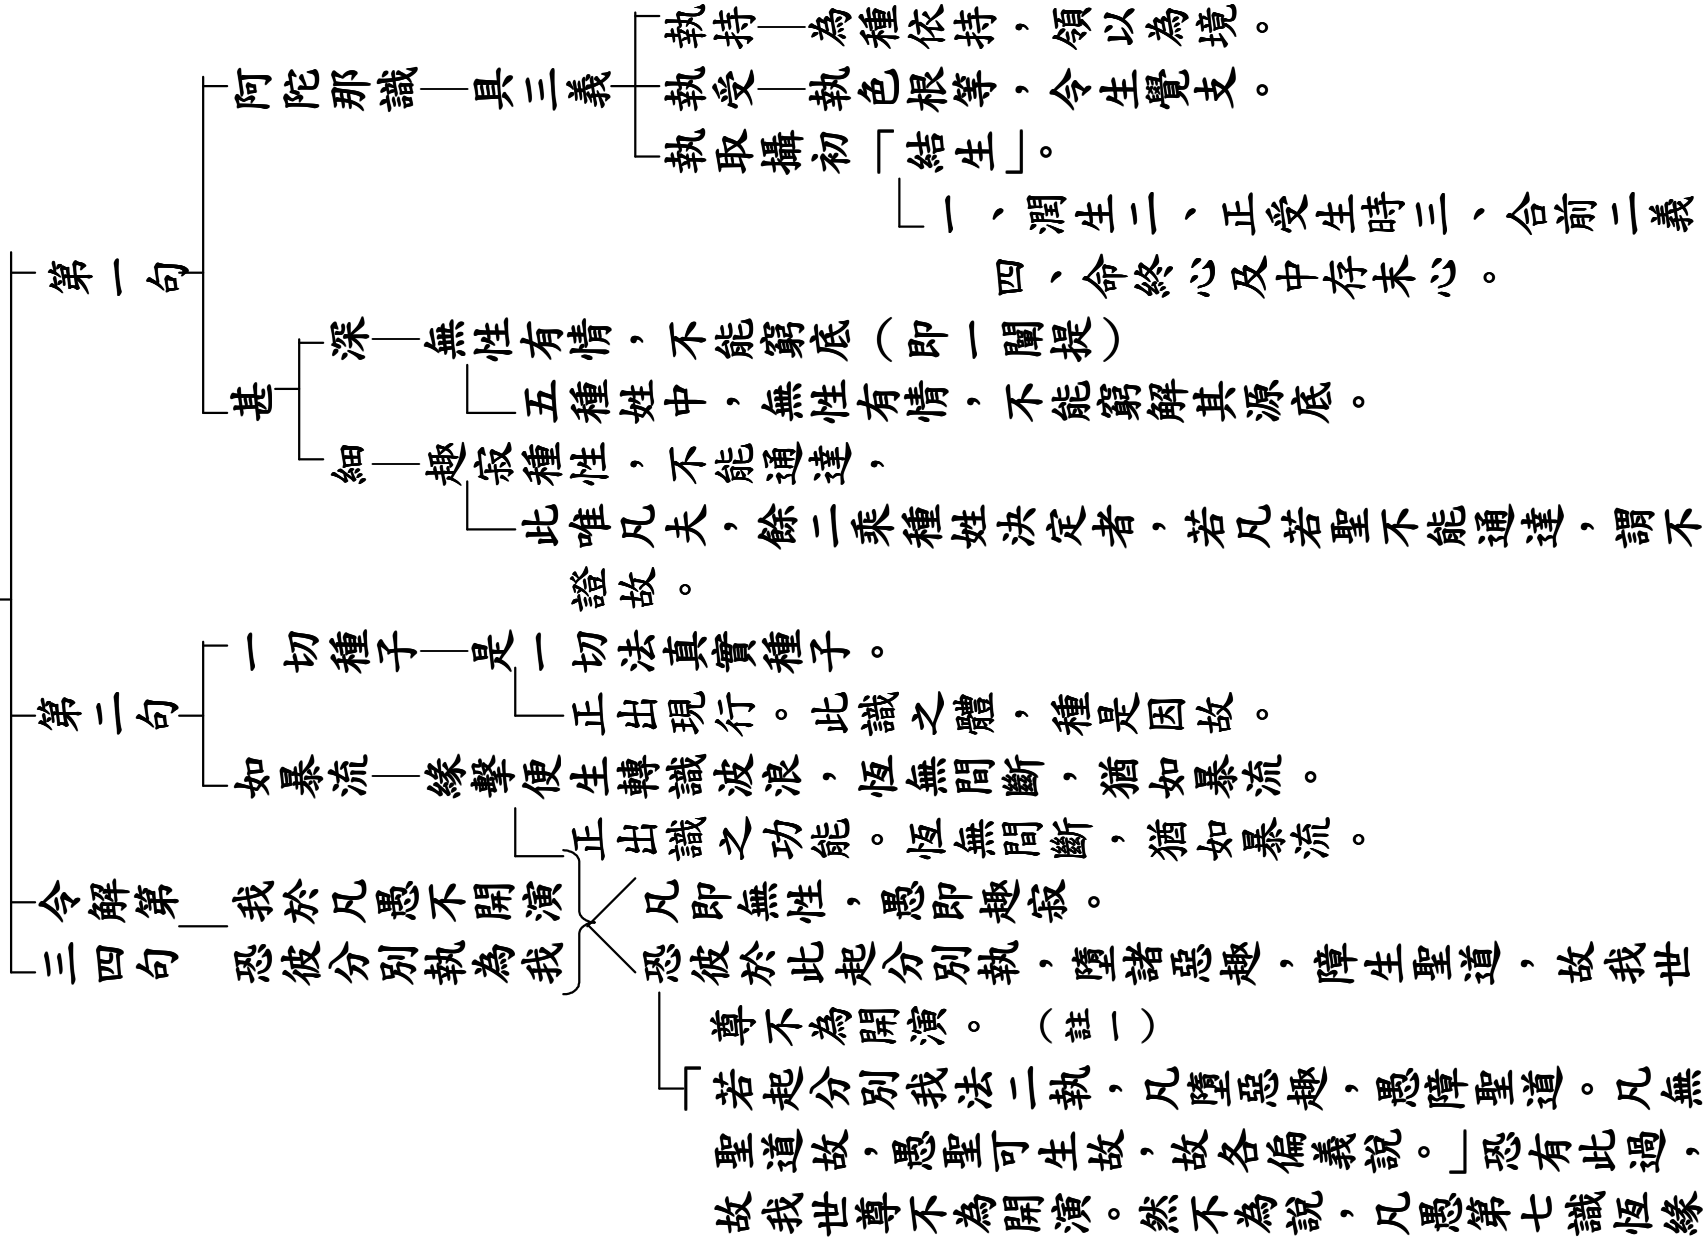 執持—為種依持，領以為境。
阿陀那識—具三義
執受—執色根等，令生覺支。
執取攝初「結生」。
一、潤生二、正受生時三、合前二義
第一句
四、命終心及中存末心。
深—無性有情，不能窮底（即一闡提）
甚
五種姓中，無性有情，不能窮解其源底。
細—趣寂種性，不能通達，
此唯凡夫，餘二乘種姓決定者，若凡若聖不能通達，謂不
證故。
一切種子—是一切法真實種子。
第二句
正出現行。此識之體，種是因故。
如暴流—緣擊便生轉識波浪，恆無間斷，猶如暴流。
正出識之功能。恆無間斷，猶如暴流。
令解第
三四句
我於凡愚不開演
恐彼分別執為我
凡即無性，愚即趣寂。
恐彼於此起分別執，墮諸惡趣，障生聖道，故我世
尊不為開演。（註一）
「若起分別我法二執，凡墮惡趣，愚障聖道。凡無
聖道故，愚聖可生故，故各偏義說。」恐有此過，
故我世尊不為開演。然不為說，凡愚第七識恆緣